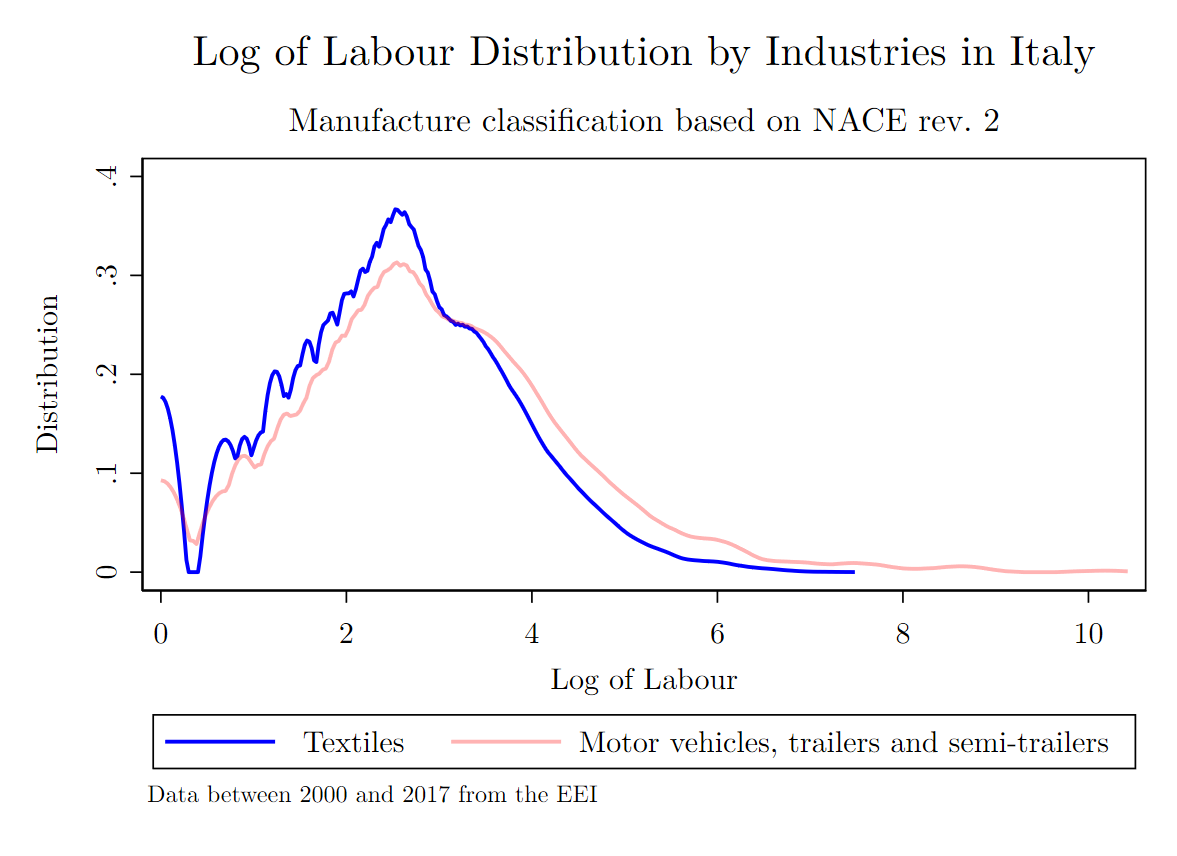 Log of Labour Distribution by Industries in Italy
Manufacture classification based on NACE rev. 2
Distribution
.4
.3
.2
.1
0
0 2 4 6 8 10
Log of Labour
Textiles Motor vehicles, trailers and semi-trailers
Data between 2000 and 2017 from the EEI